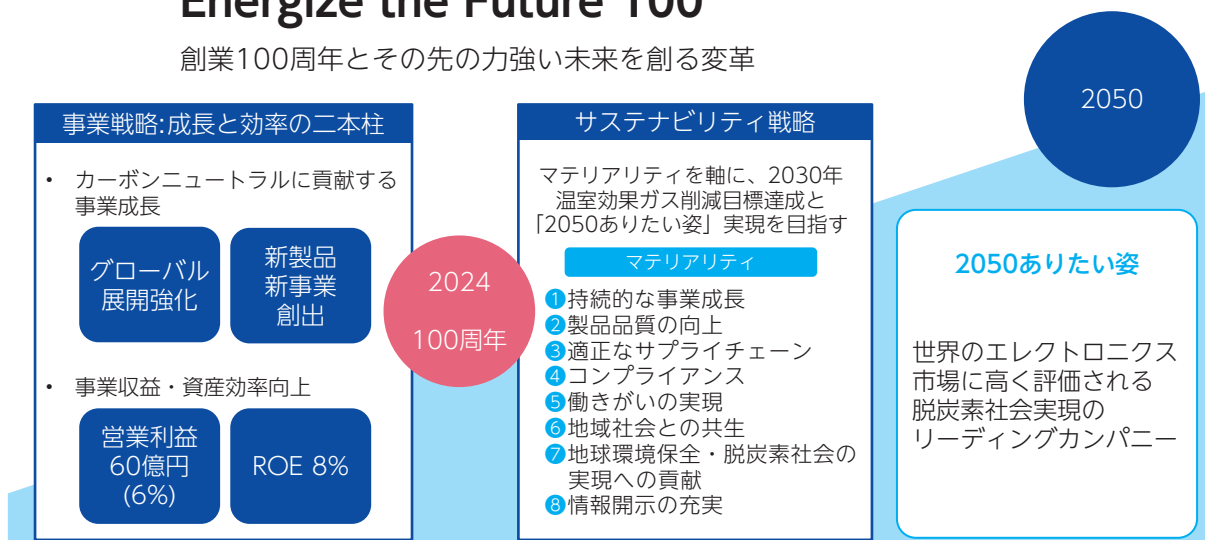 Energize the Future 100
創業100周年とその先の力強い未来を創る変革
事業戦略:成長と効率の二本柱
• カーボンニュートラルに貢献する
事業成長
グローバル
展開強化
新製品
新事業
創出
• 事業収益・資産効率向上
営業利益
60億円
(6%)
ROE 8%
2024
100周年
サステナビリティ戦略
マテリアリティを軸に、2030年
温室効果ガス削減目標達成と
「2050ありたい姿」実現を目指す
マテリアリティ
❶持続的な事業成長
❷製品品質の向上
❸適正なサプライチェーン
❹コンプライアンス
❺働きがいの実現
❻地域社会との共生
❼地球環境保全・脱炭素社会の
実現への貢献
❽情報開示の充実
2050
2050ありたい姿
世界のエレクトロニクス
市場に高く評価される
脱炭素社会実現の
リーディングカンパニー